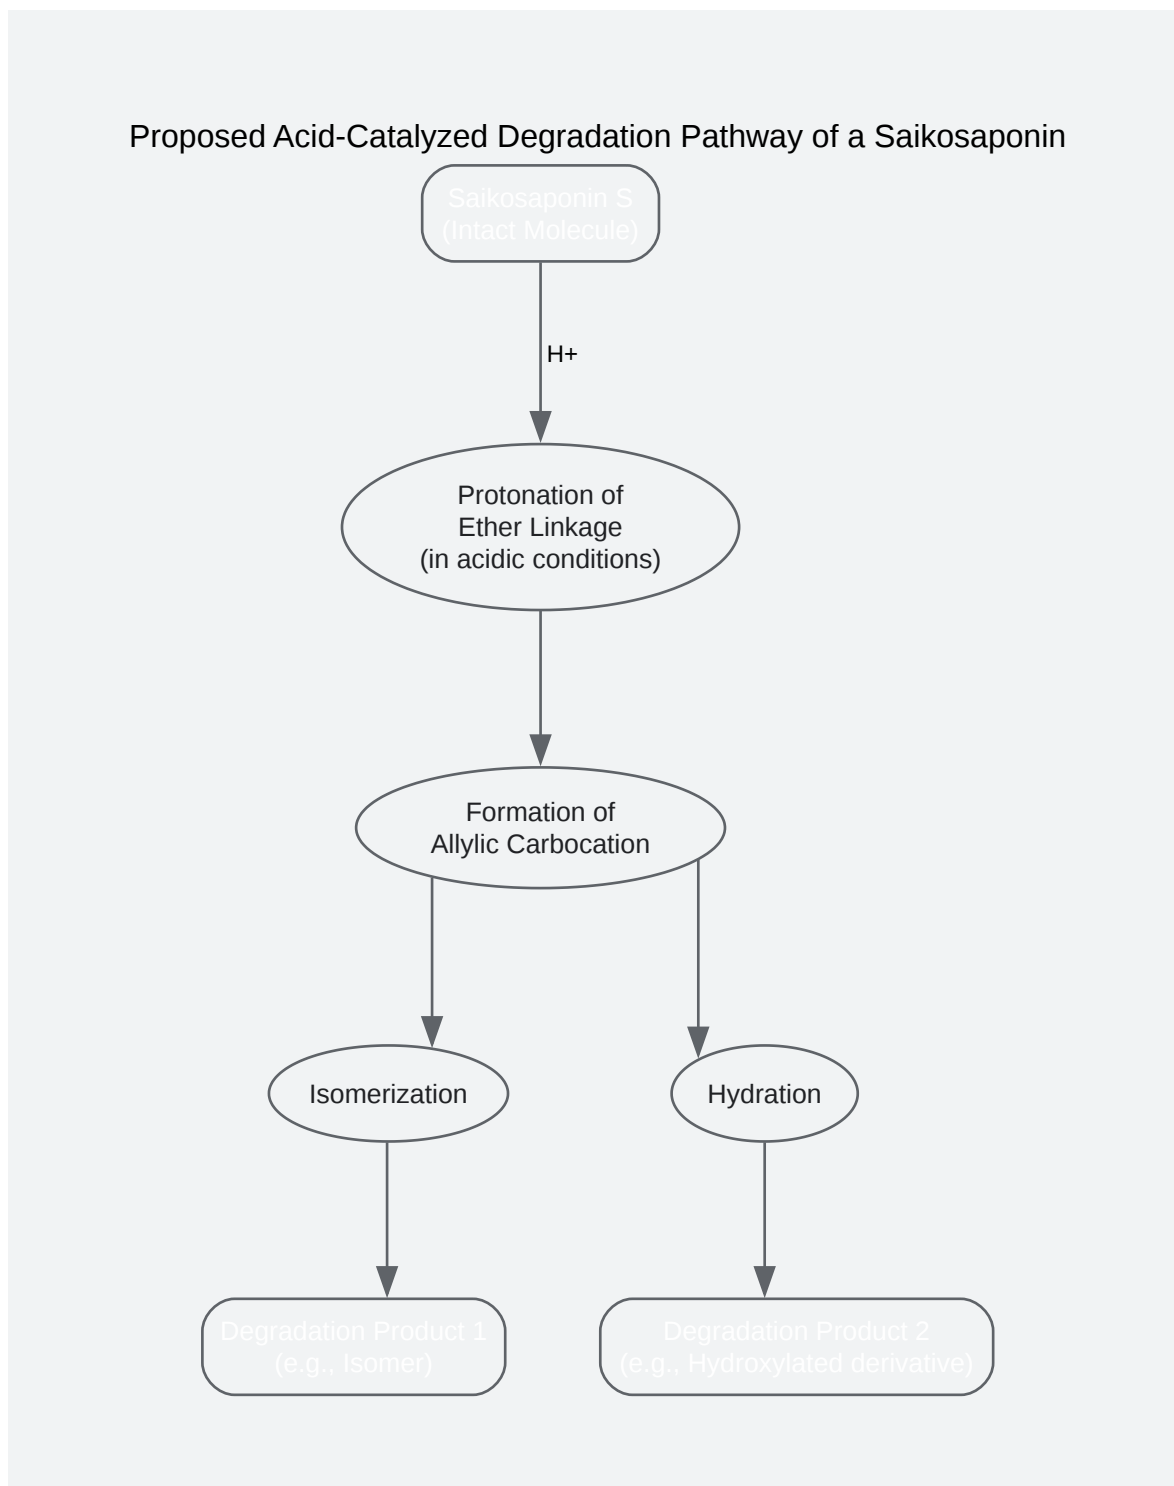 Proposed Acid-Catalyzed Degradation Pathway of a Saikosaponin
Saikosaponin S
(Intact Molecule)
H+
Protonation of
Ether Linkage
(in acidic conditions)
Formation of
Allylic Carbocation
Isomerization
Hydration
Degradation Product 1
(e.g., Isomer)
Degradation Product 2
(e.g., Hydroxylated derivative)